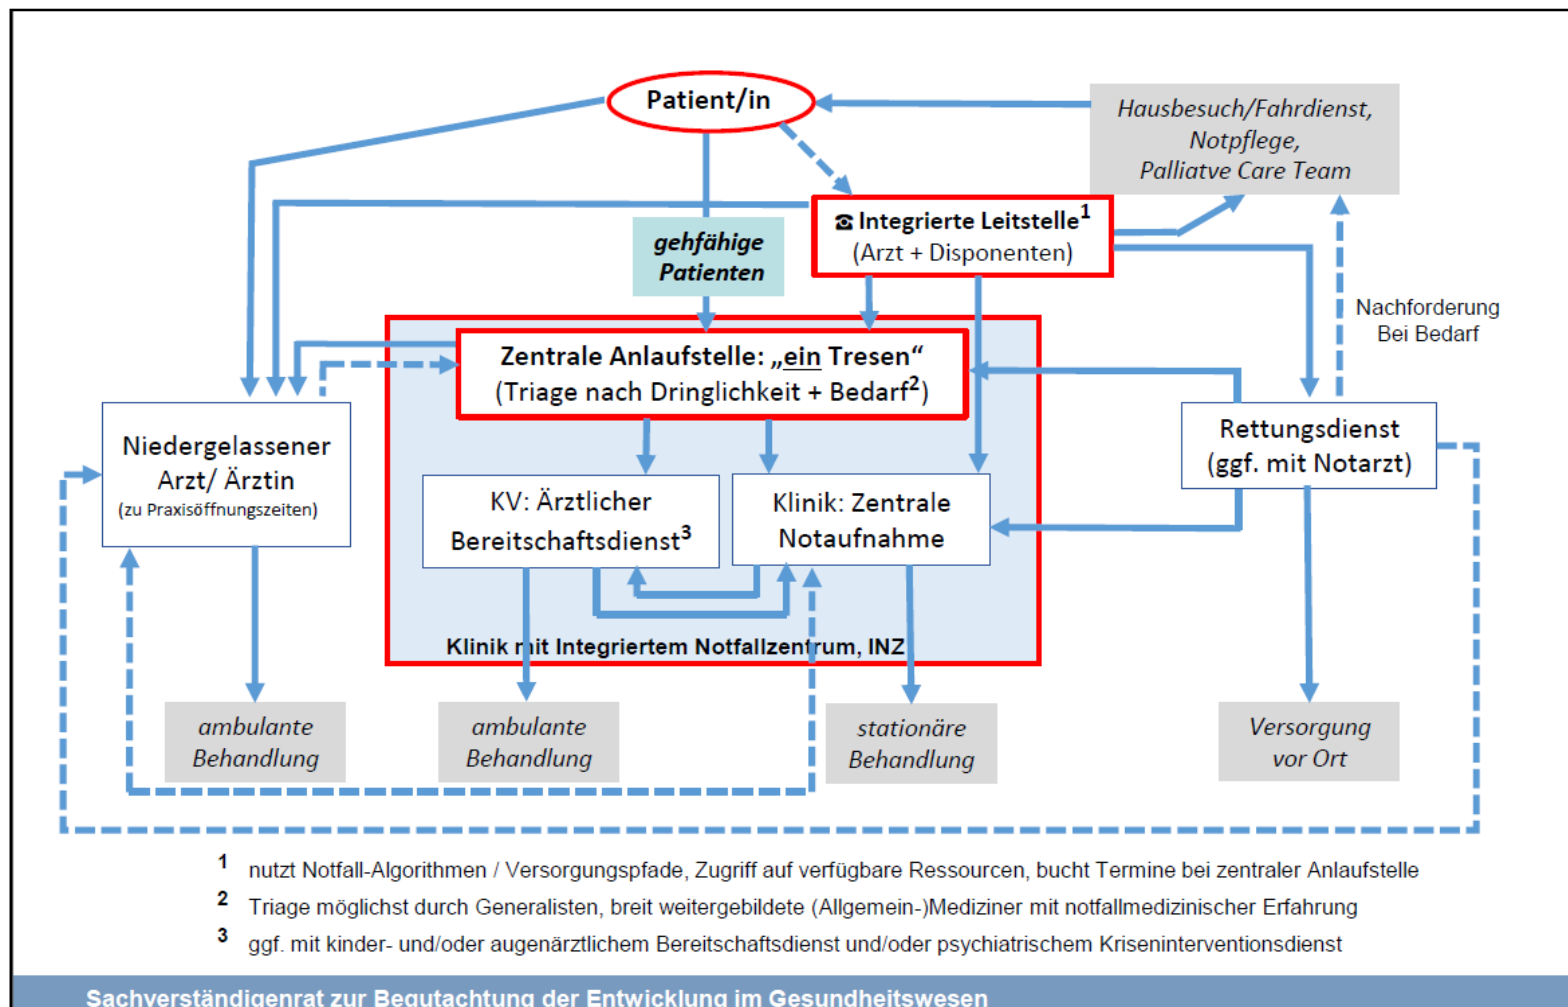 Patient/in
Hausbesuch/Fahrdienst,
Notpflege,
Palliatve Care Team
☎ Integrierte Leitstelle¹
(Arzt + Disponenten)
gehfähige
Patienten
Nachforderung
Bei Bedarf
Zentrale Anlaufstelle: „ein Tresen“
(Triage nach Dringlichkeit + Bedarf²)
Niedergelassener
Arzt/ Ärztin
(zu Praxisöffnungszeiten)
Rettungsdienst
(ggf. mit Notarzt)
KV: Ärztlicher
Bereitschaftsdienst³
Klinik: Zentrale
Notaufnahme
Klinik mit Integriertem Notfallzentrum, INZ
ambulante
Behandlung
ambulante
Behandlung
stationäre
Behandlung
Versorgung
vor Ort
1 nutzt Notfall-Algorithmen / Versorgungspfade, Zugriff auf verfügbare Ressourcen, bucht Termine bei zentraler Anlaufstelle
2 Triage möglichst durch Generalisten, breit weitergebildete (Allgemein-)Mediziner mit notfallmedizinischer Erfahrung
3 ggf. mit kinder- und/oder augenärztlichem Bereitschaftsdienst und/oder psychiatrischem Kriseninterventionsdienst
Sachverständigenrat zur Begutachtung der Entwicklung im Gesundheitswesen